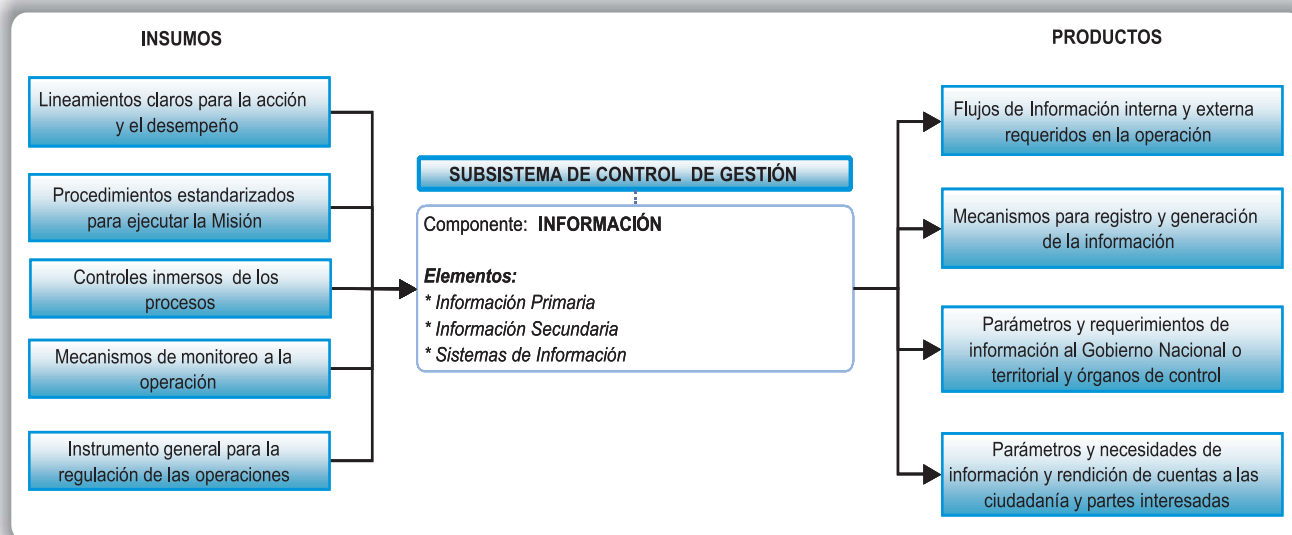 INSUMOS
Lineamientos claros para la acción
y el desempeño
Procedimientos estandarizados
para ejecutar la Misión
Controles inmersos de los
procesos
Mecanismos de monitoreo a la
operación
Instrumento general para la
regulación de las operaciones
SUBSISTEMA DE CONTROL DE GESTIÓN
Componente: INFORMACIÓN
Elementos:
* Información Primaria
* Información Secundaria
* Sistemas de Información
PRODUCTOS
Flujos de Información interna y externa
requeridos en la operación
Mecanismos para registro y generación
de la información
Parámetros y requerimientos de
información al Gobierno Nacional o
territorial y órganos de control
Parámetros y necesidades de
información y rendición de cuentas a las
ciudadanía y partes interesadas